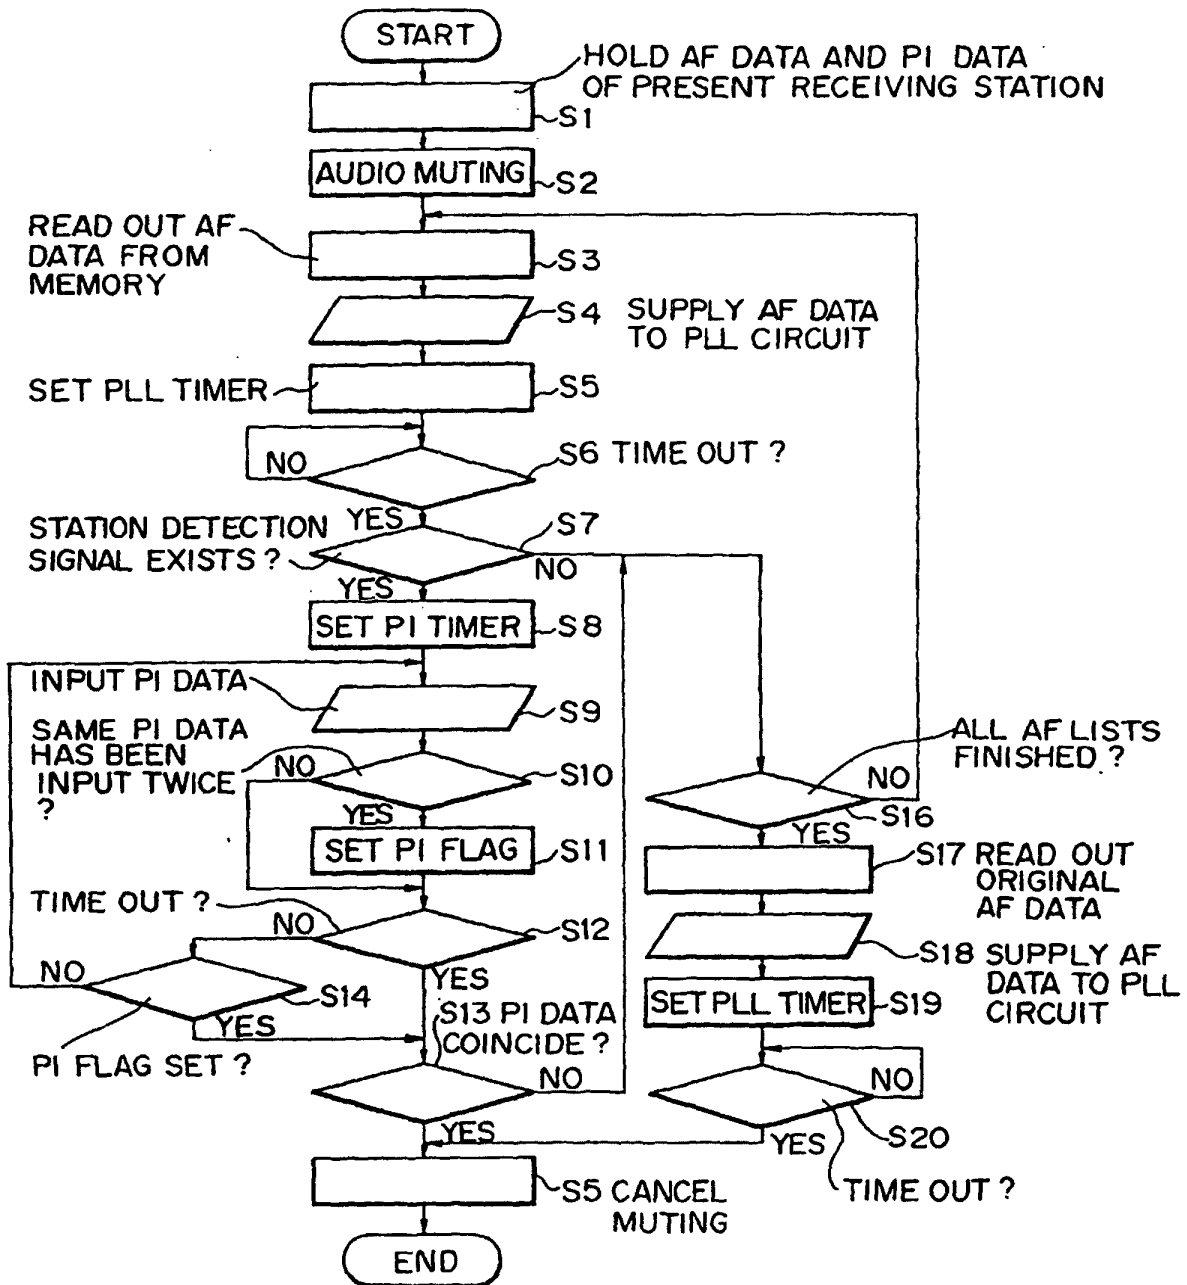 START
HOLD AF DATA AND PI DATA
OF PRESENT RECEIVING STATION
S1
AUDIO MUTING
S2
READ OUT AF
DATA FROM
MEMORY
S3
S4
SUPPLY AF DATA
TO PLL CIRCUIT
SET PLL TIMER
S5
S6 TIME OUT ?
NO
YES
STATION DETECTION
SIGNAL EXISTS ?
S7
NO
YES
SET PI TIMER
S8
INPUT PI DATA
S9
SAME PI DATA
HAS BEEN
INPUT TWICE
?
NO
S10
YES
SET PI FLAG
S11
TIME OUT ?
NO
S12
YES
NO
S14
YES
PI FLAG SET ?
S13 PI DATA
COINCIDE ?
NO
YES
ALL AF LISTS
FINISHED ?
NO
S16
YES
S17 READ OUT
ORIGINAL
AF DATA
S18 SUPPLY AF
DATA TO PLL
CIRCUIT
SET PLL TIMER
S19
NO
S20
YES
TIME OUT ?
S5 CANCEL
MUTING
END